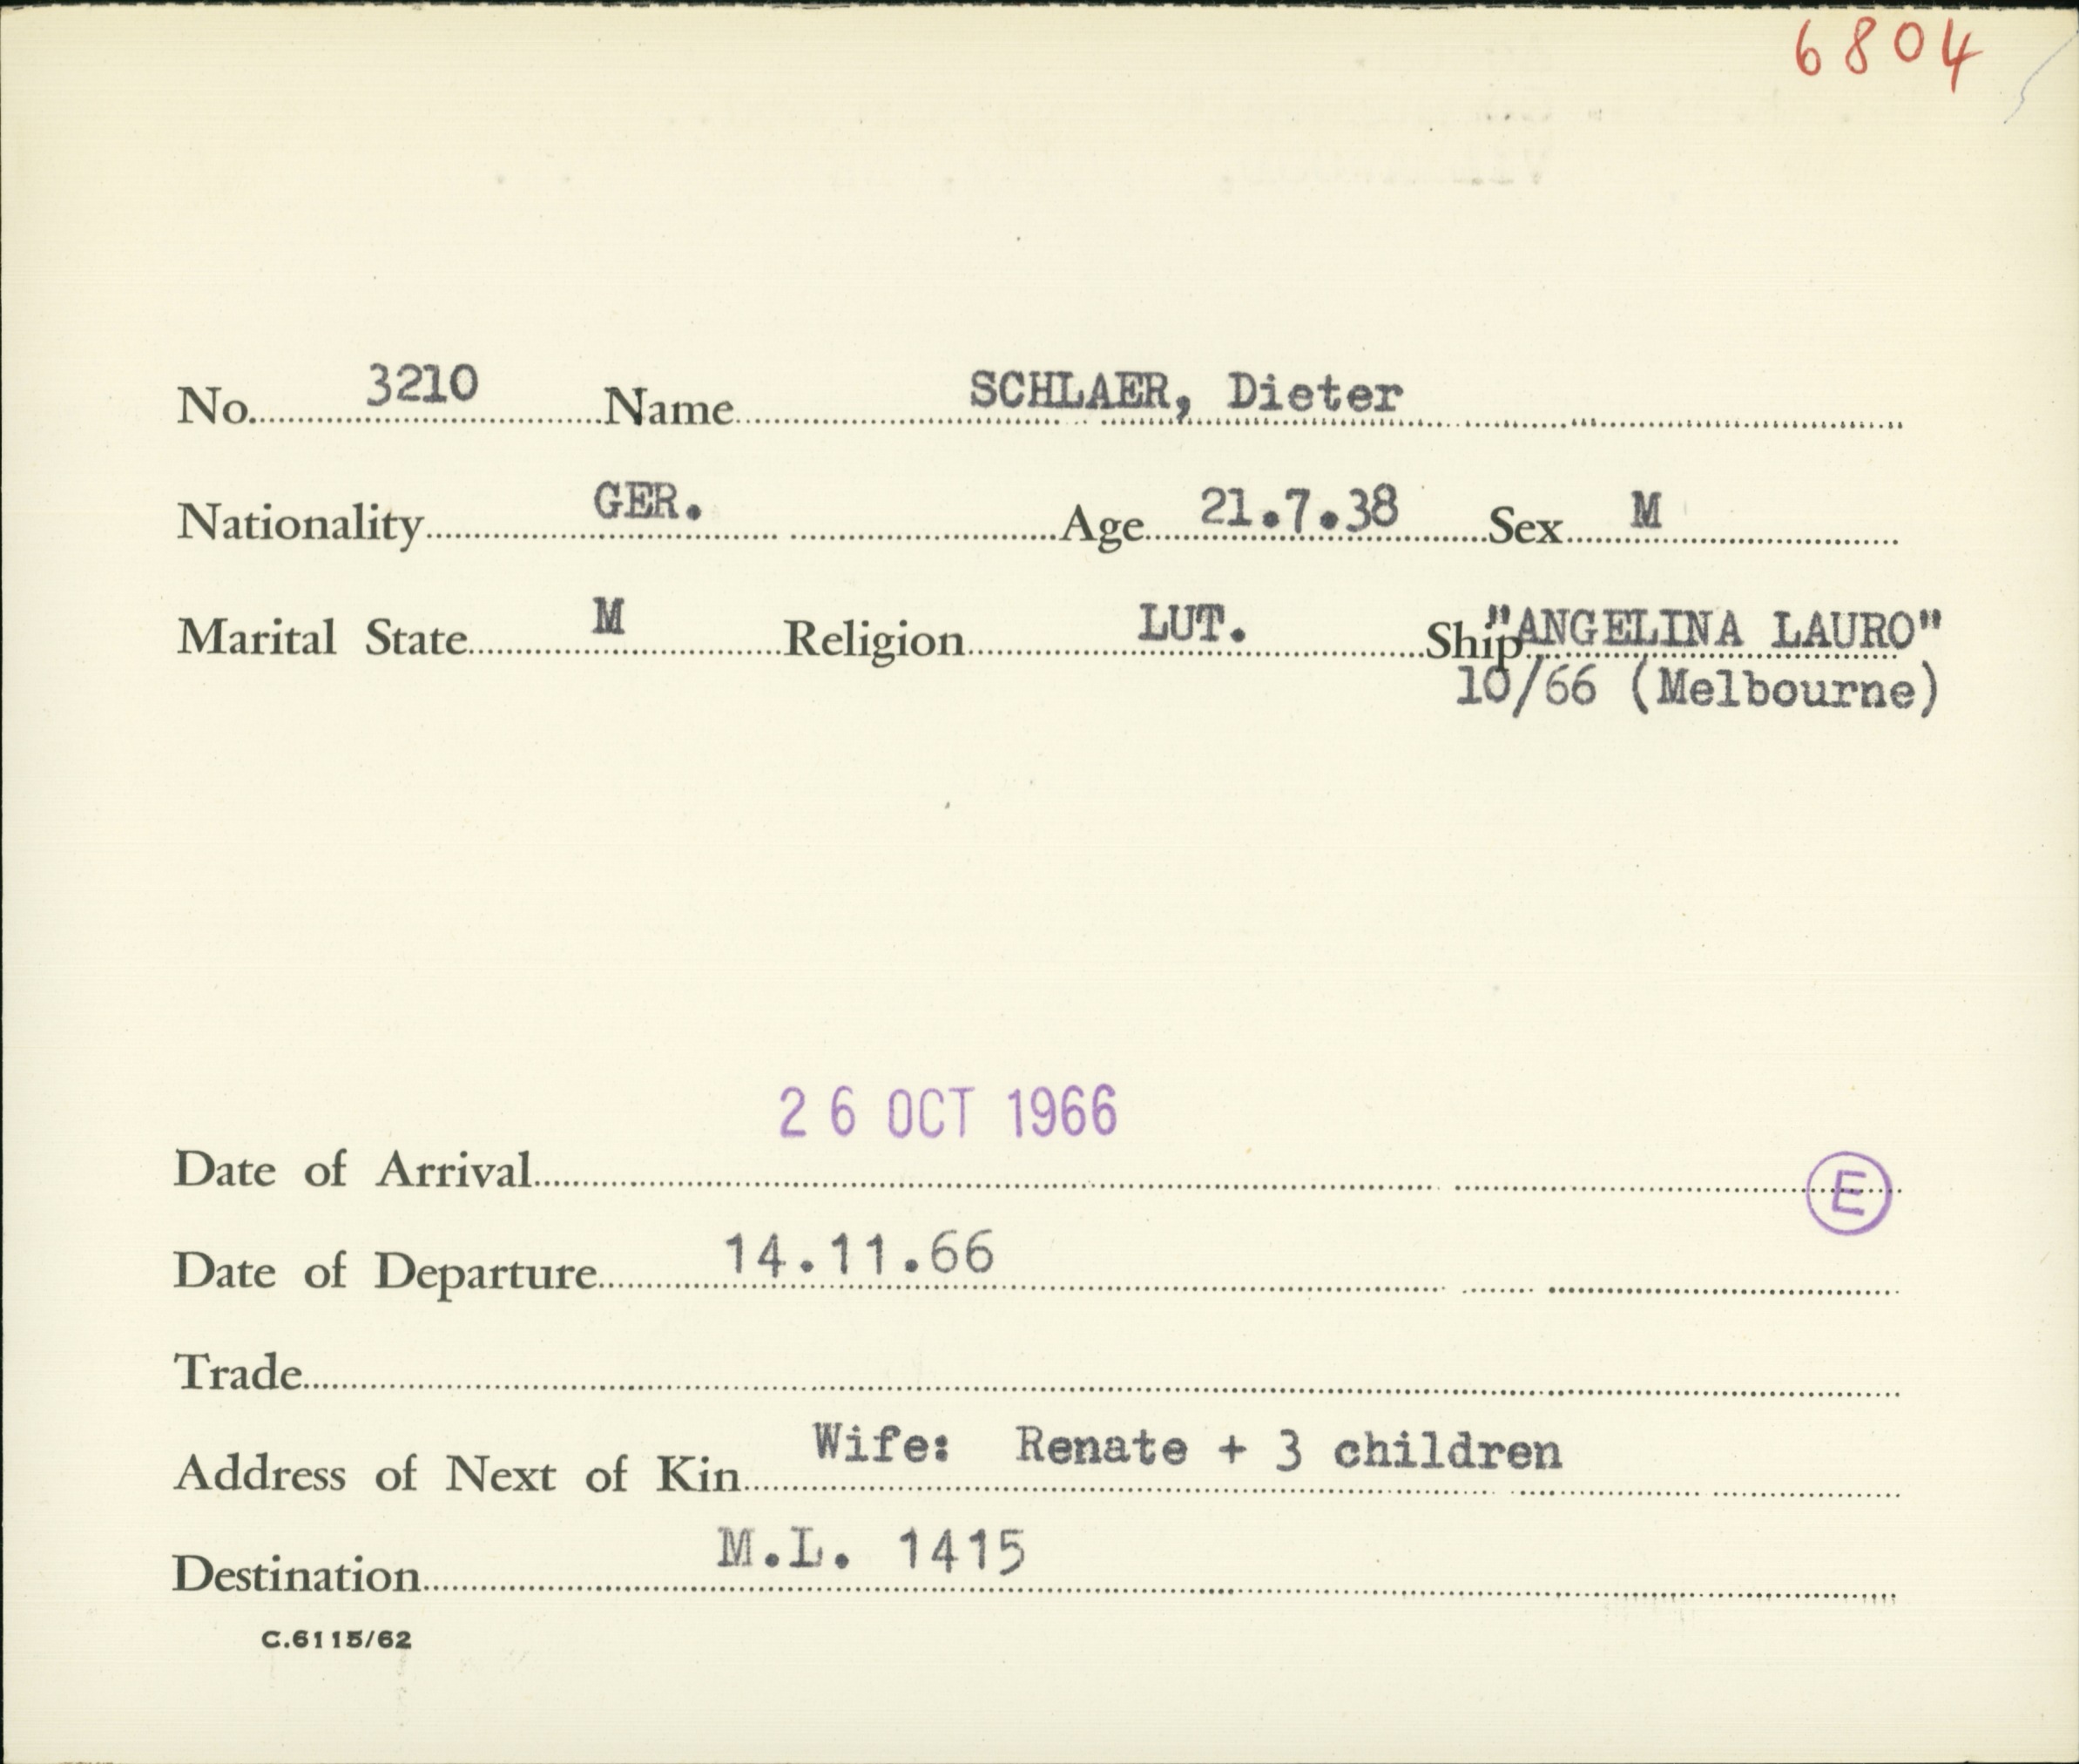 6804
No. 3210 Name SCHLAER, Dieter
Nationality GER. Age 21.7.38 Sex M
Marital State M Religion LUT. Ship "ANGELINA LAURO"
10/66 (Melbourne)
26 OCT 1966
Date of Arrival E
Date of Departure 14.11.66
Trade
Address of Next of Kin Wife: Renate + 3 children
Destination M.L. 1415
C.6115/62